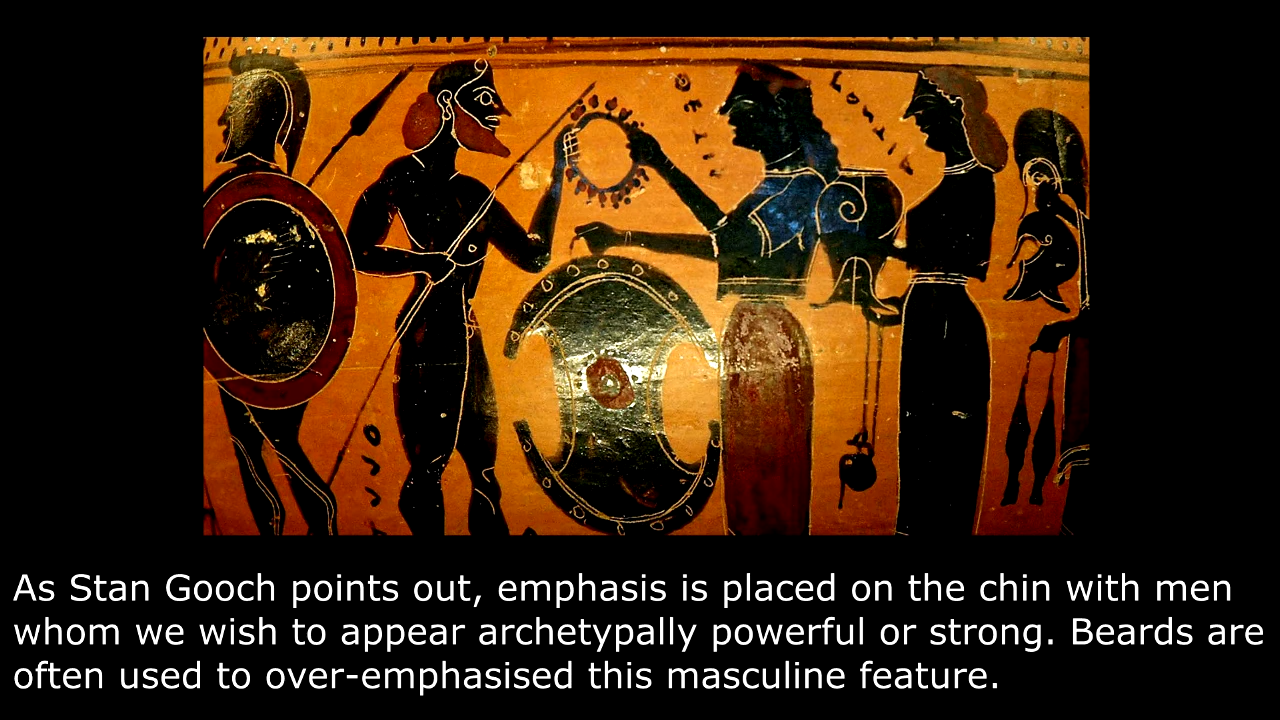 As Stan Gooch points out, emphasis is placed on the chin with men
whom we wish to appear archetypally powerful or strong. Beards are
often used to over-emphasised this masculine feature.